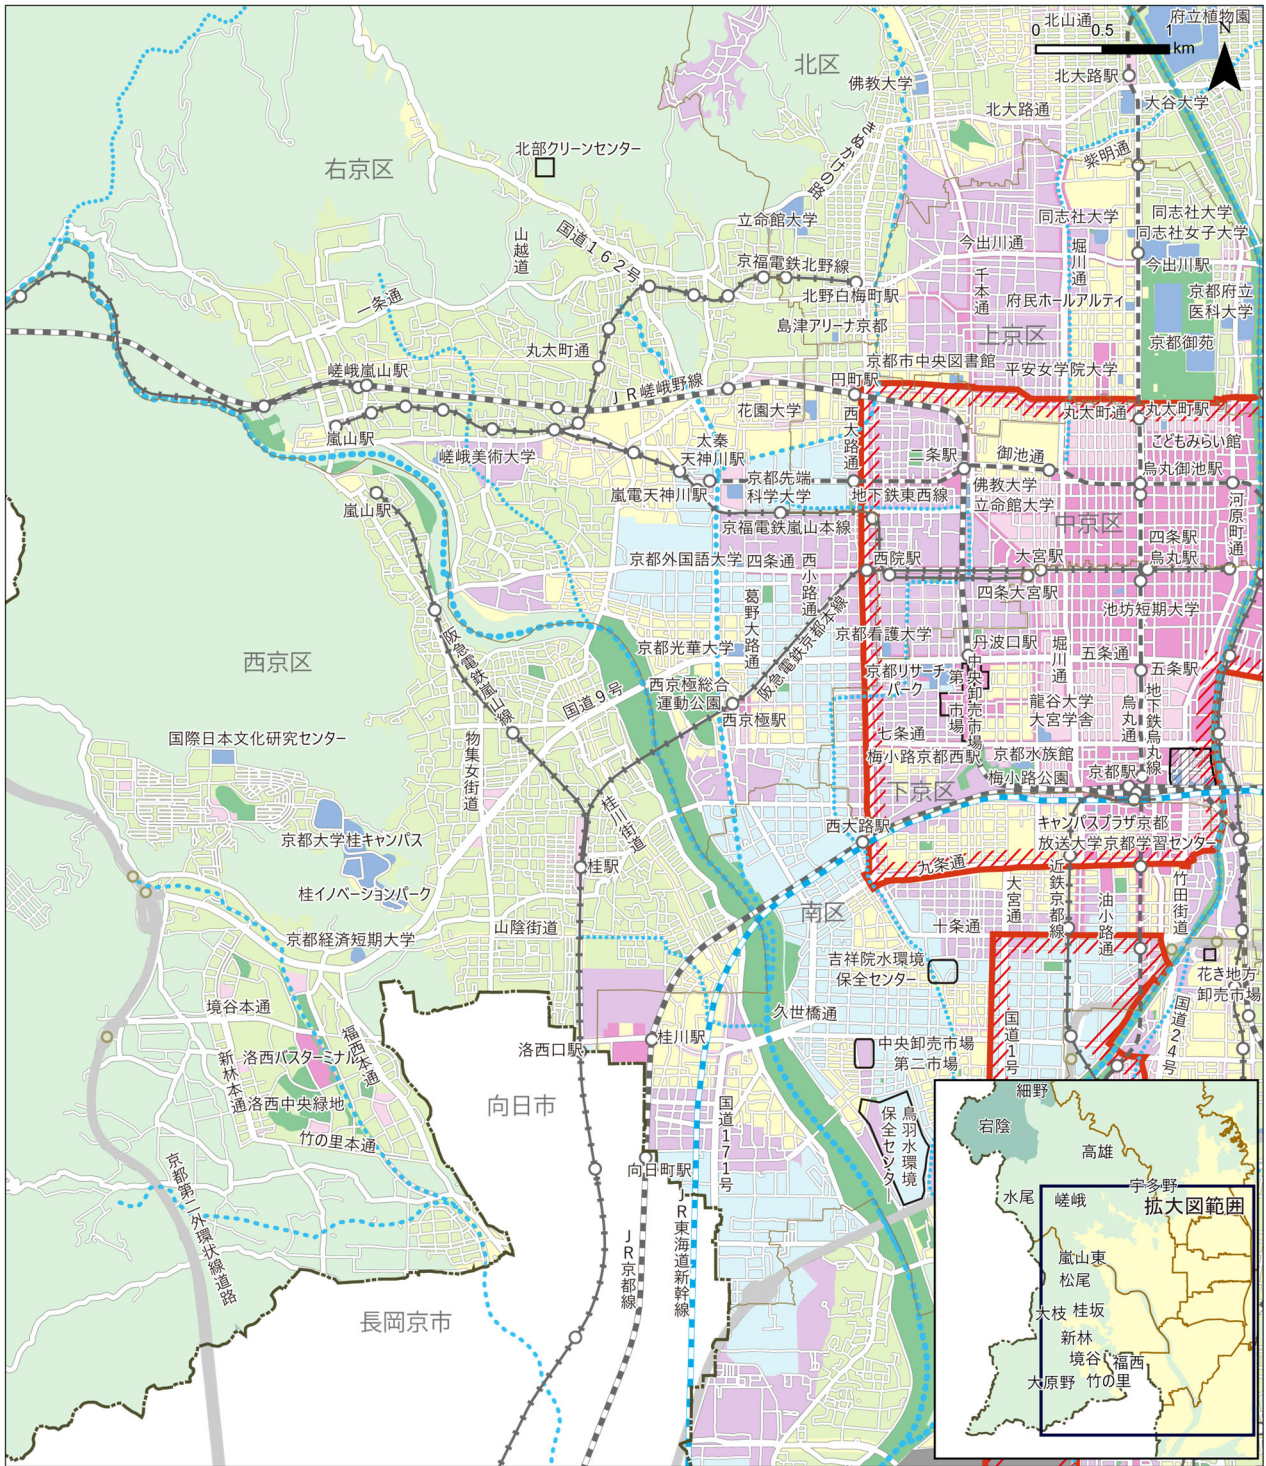 府立植物園
北山通
0
0.5
1
km
N
北区
北大路駅
佛教大学
大谷大学
北大路通
きぬかけの路
紫明通
北部クリーンセンター
右京区
立命館大学
同志社大学
同志社大学
同志社女子大学
国道162号
山越道
今出川通
堀川通
京福電鉄北野線
今出川駅
千本通
北野白梅町駅
府民ホールアルティ
京都府立
医科大学
一条通
島津アリーナ京都
上京区
京都御苑
丸太町通
京都市中央図書館
平安女学院大学
嵯峨嵐山駅
JR嵯峨野線
円町駅
花園大学
丸太町通
丸太町駅
西大路通
嵐山駅
太秦
天神川駅
こどもみらい館
嵯峨美術大学
二条駅
御池通
烏丸御池駅
京都先端
科学大学
佛教大学
立命館大学
嵐電天神川駅
地下鉄東西線
嵐山駅
河原町通
京福電鉄嵐山本線
中京区
四条駅
烏丸駅
京都外国語大学
四条通
西小路通
西院駅
大宮駅
四条大宮駅
葛野大路通
池坊短期大学
阪急電鉄嵐山線
京都光華大学
阪急電鉄京都本線
京都看護大学
丹波口駅
堀川通
五条通
五条駅
西京区
京都リサーチ
パーク
中央卸売市場
第一市場
西京極総合
運動公園
国道9号
龍谷大学
大宮学舎
烏丸通
地下鉄烏丸線
西京極駅
七条通
国際日本文化研究センター
物集女街道
梅小路京都西駅
京都水族館
梅小路公園
京都駅
下京区
桂川街道
京都大学桂キャンパス
西大路駅
キャンパスプラザ京都
放送大学京都学習センター
桂駅
九条通
桂イノベーションパーク
大宮通
近鉄京都線
油小路通
竹田街道
南区
山陰街道
十条通
京都経済短期大学
吉祥院水環境
保全センター
花き地方
卸売市場
境谷本通
久世橋通
福西本通
国道1号
国道24号
洛西口駅
桂川駅
中央卸売市場
第二市場
新林本通
洛西バスターミナル
洛西中央緑地
向日市
国道171号
鳥羽水環境
保全センター
竹の里本通
京都第二外環状線道路
向日町駅
JR東海道新幹線
JR京都線
長岡京市
細野
宕陰
高雄
宇多野
水尾
嵯峨
拡大図範囲
嵐山東
松尾
大枝
桂坂
新林
境谷
福西
大原野
竹の里